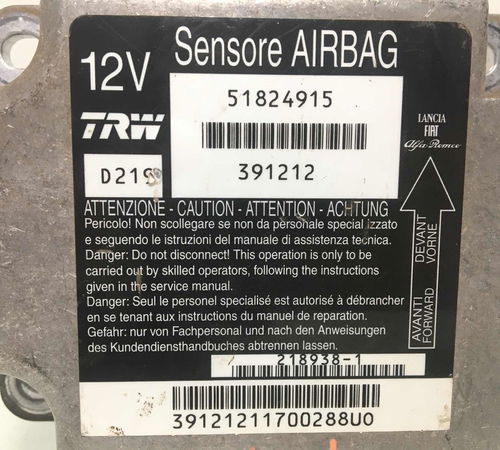 12V
Sensore AIRBAG
51824915
TRW
391212
D219
LANCIA
FIAT
Alfa Romeo
ATTENZIONE - CAUTION - ATTENTION - ACHTUNG
Pericolo! Non scollegare se non da personale specializzato
e seguendo le istruzioni del manuale di assistenza tecnica.
Danger: Do not disconnect! This operation is only to be
carried out by skilled operators, following the instructions
given in the service manual.
Danger: Seul le personel spécialisé est autorisé à débrancher
en se tenant aux instructions du manuel de reparation.
Gefahr: nur von Fachpersonal und nach den Anweisungen
des Kundendiensthandbuches abtrennen lassen.
AVANTI DEVANT
FORWARD VORNE
218938-1
39121211700288U0